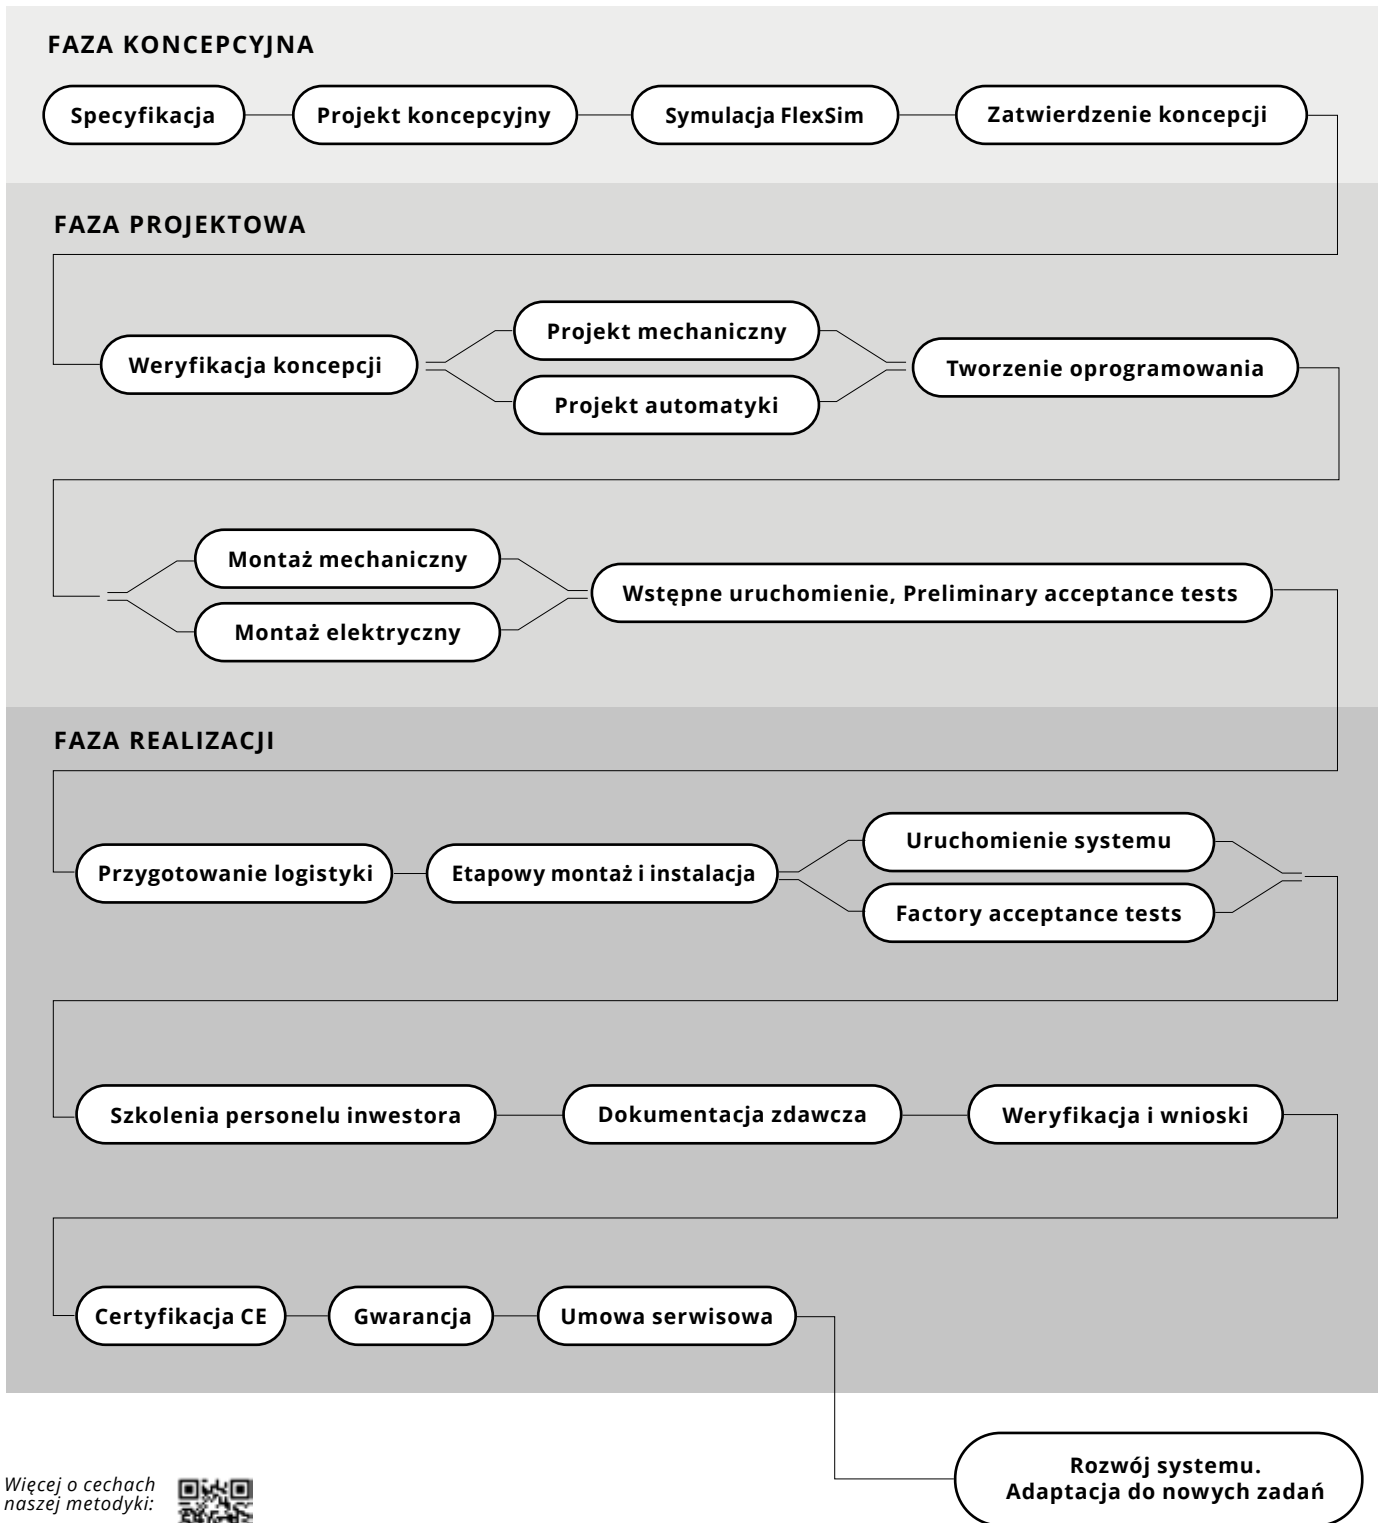 FAZA KONCEPCYJNA
Specyfikacja
Projekt koncepcyjny
Symulacja FlexSim
Zatwierdzenie koncepcji
FAZA PROJEKTOWA
Weryfikacja koncepcji
Projekt mechaniczny
Projekt automatyki
Tworzenie oprogramowania
Montaż mechaniczny
Montaż elektryczny
Wstępne uruchomienie, Preliminary acceptance tests
FAZA REALIZACJI
Przygotowanie logistyki
Etapowy montaż i instalacja
Uruchomienie systemu
Factory acceptance tests
Szkolenia personelu inwestora
Dokumentacja zdawcza
Weryfikacja i wnioski
Certyfikacja CE
Gwarancja
Umowa serwisowa
Rozwój systemu.
Adaptacja do nowych zadań
Więcej o cechach
naszej metodyki: